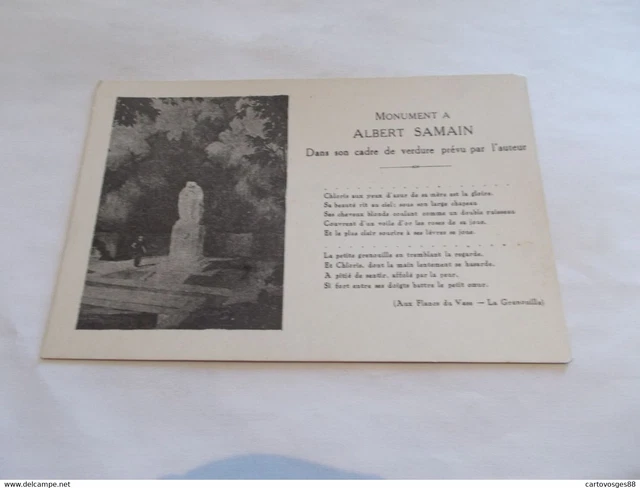 MONUMENT A
ALBERT SAMAIN
Dans son cadre de verdure prévu par l'auteur
Chloris aux yeux d'azur de sa mère est la gloire.
Sa beauté rit au ciel; sous son large chapeau
Ses cheveux blonds coulant comme un double ruisseau
Couvrent d'un voile d'or les roses de sa joue,
Et le plus clair sourire à ses lèvres se joue.
La petite grenouille en tremblant la regarde.
Et Chloris, dont la main lentement se hasarde.
A pitié de sentir, affolé par la peur,
Si fort entre ses doigts battre le petit cœur.
(Aux Flancs du Vase — La Grenouille)
www.delcampe.net
cartovosges88